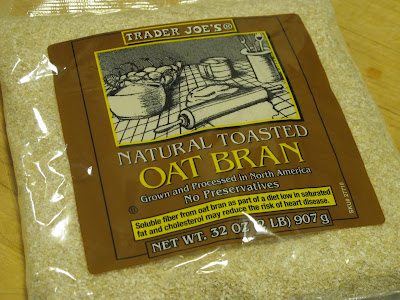 TRADER JOE'S®
NATURAL TOASTED
OAT BRAN
Grown and Processed in North America
No Preservatives
Soluble fiber from oat bran as part of a diet low in saturated
fat and cholesterol may reduce the risk of heart disease.
NET WT. 32 OZ (2 LB) 907 g